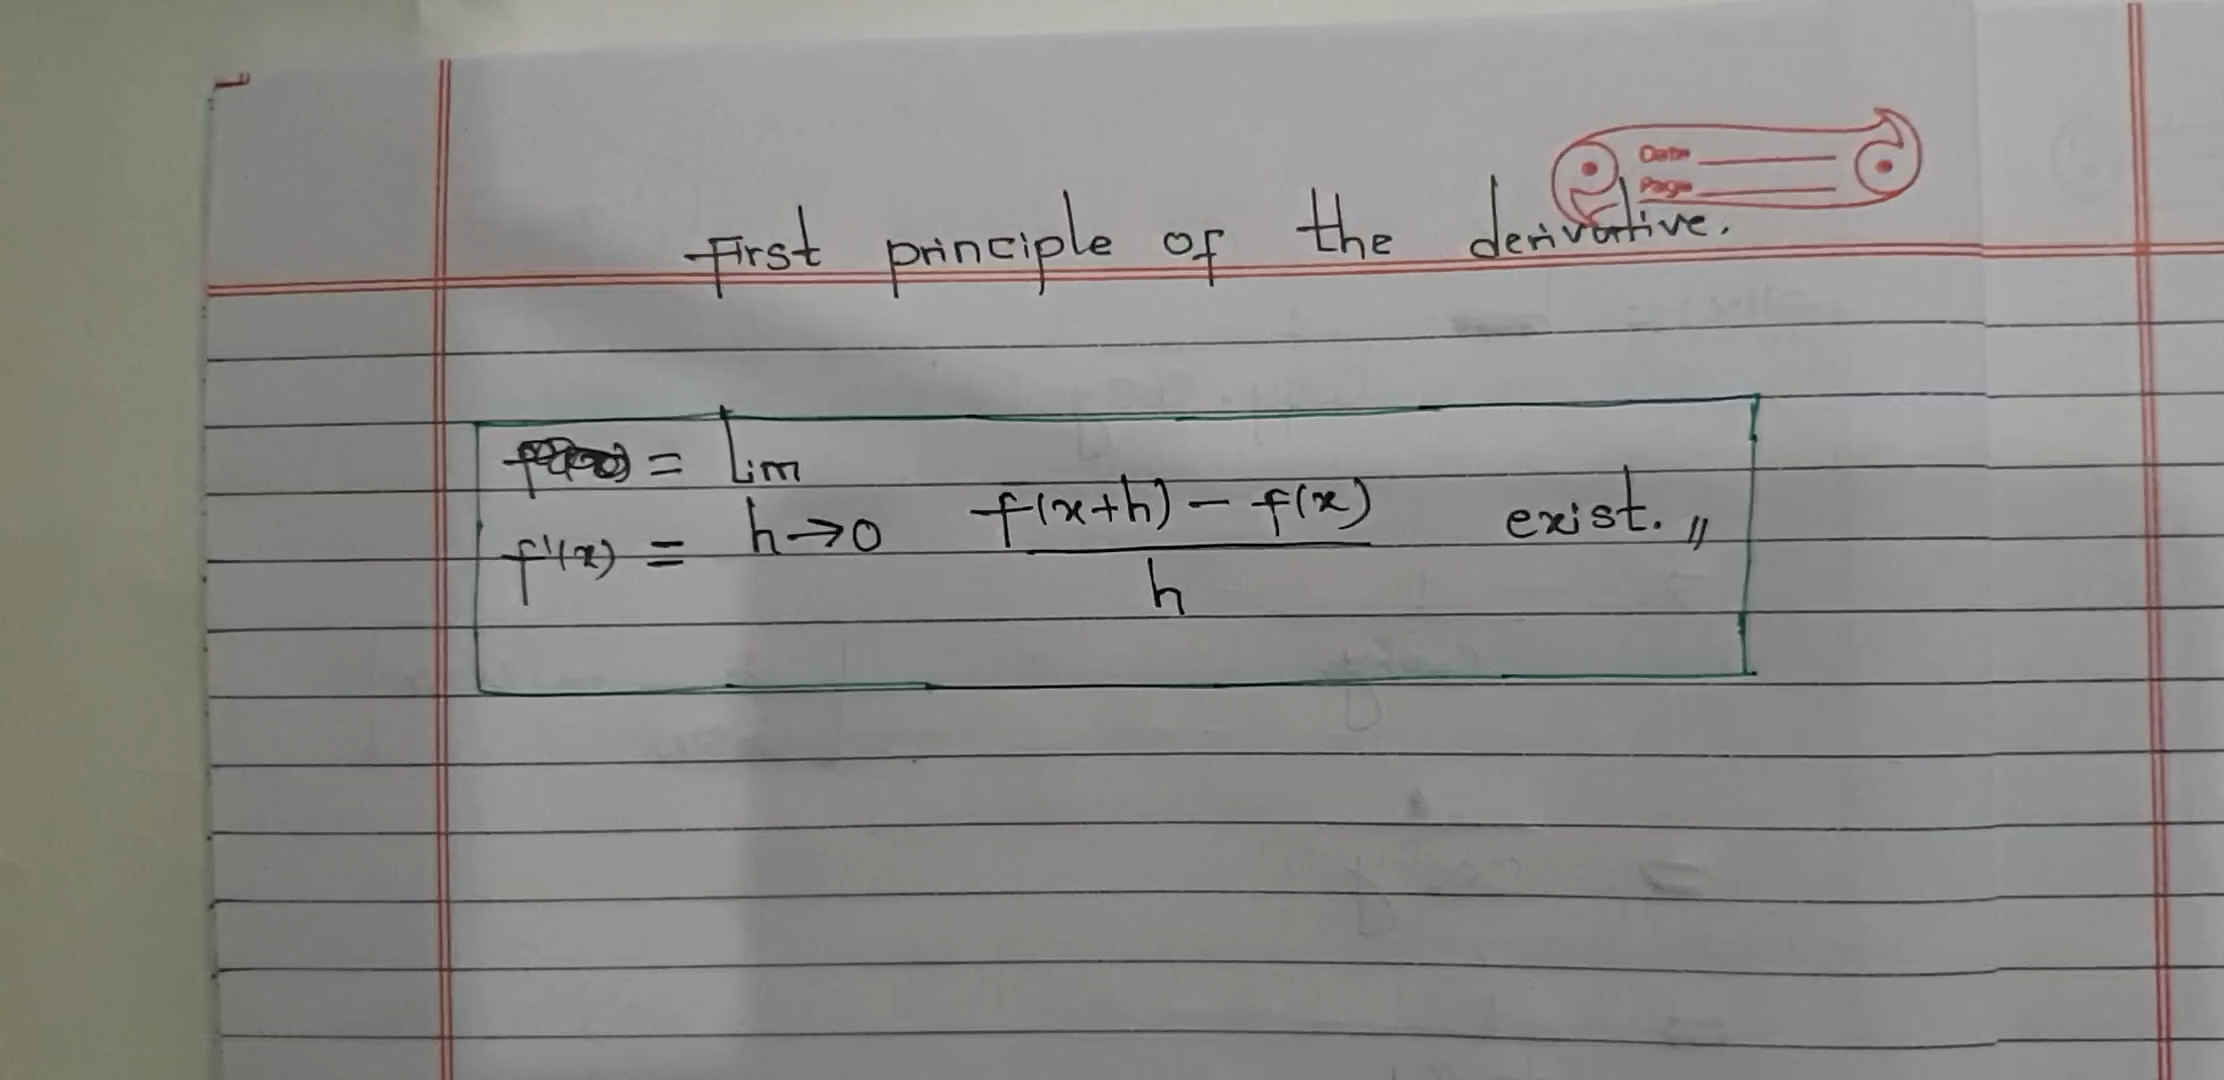 Date
Page
First principle of the derivative.
= Lim
f'(x) = h→0 f(x+h) - f(x) exist.,,
h